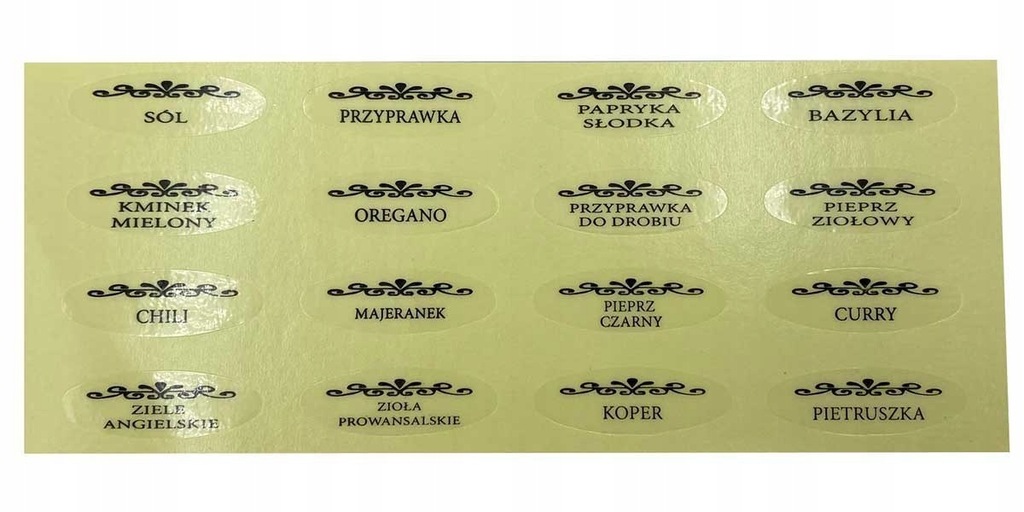 SÓL
PRZYPRAWKA
PAPRYKA
SŁODKA
BAZYLIA
KMINEK
MIELONY
OREGANO
PRZYPRAWKA
DO DROBIU
PIEPRZ
ZIOŁOWY
CHILI
MAJERANEK
PIEPRZ
CZARNY
CURRY
ZIELE
ANGIELSKIE
ZIOŁA
PROWANSALSKIE
KOPER
PIETRUSZKA